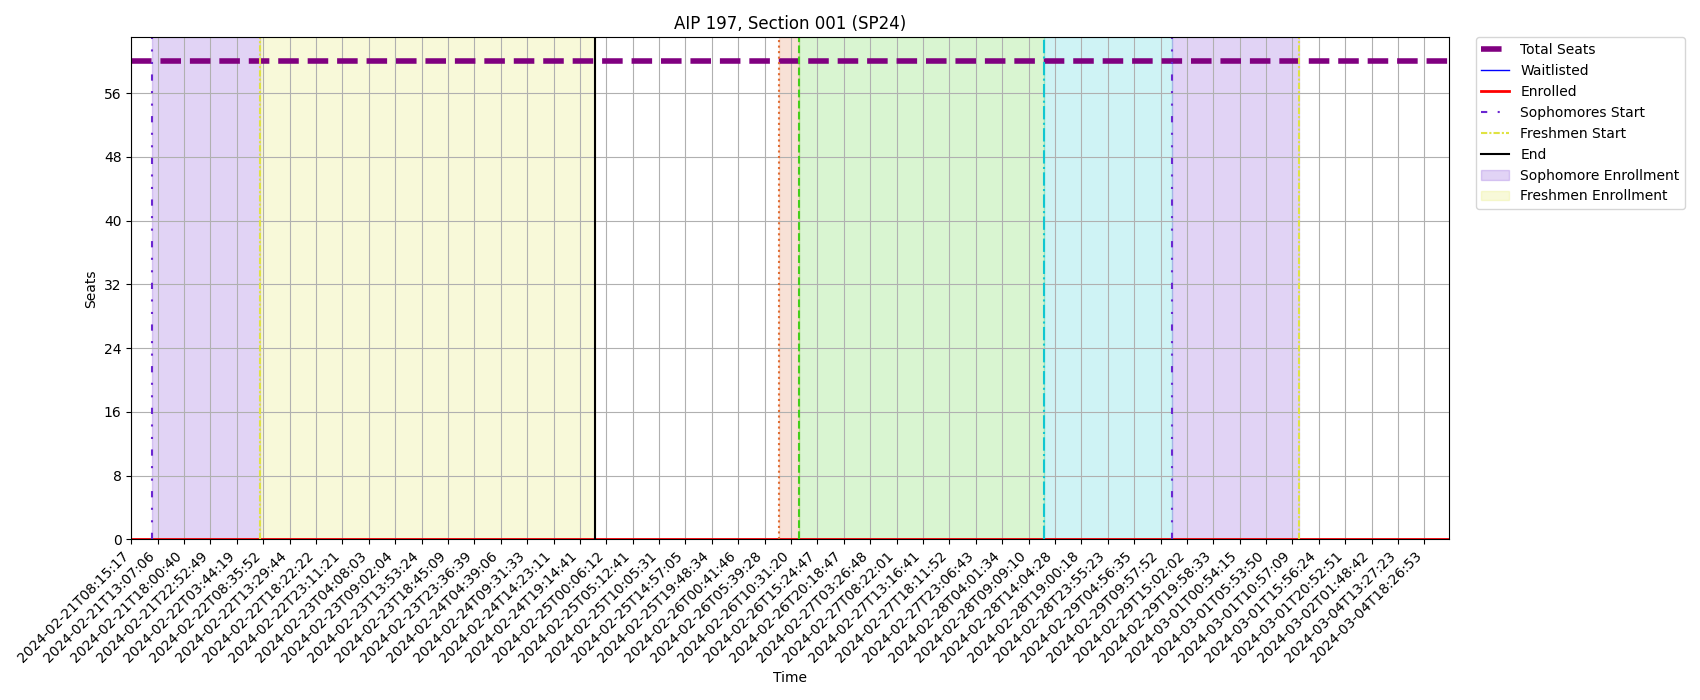 AIP 197, Section 001 (SP24)
Total Seats
Waitlisted
Enrolled
Sophomores Start
Freshmen Start
End
Sophomore Enrollment
Freshmen Enrollment
Seats
56
48
40
32
24
16
8
0
2024-02-21T08:15:17
2024-02-21T13:07:06
2024-02-21T18:00:40
2024-02-21T22:52:49
2024-02-22T03:44:19
2024-02-22T08:35:52
2024-02-22T13:29:44
2024-02-22T18:22:22
2024-02-22T23:11:21
2024-02-23T04:08:03
2024-02-23T09:02:04
2024-02-23T13:53:24
2024-02-23T18:45:09
2024-02-23T23:36:39
2024-02-24T04:39:06
2024-02-24T09:31:33
2024-02-24T14:23:11
2024-02-24T19:14:41
2024-02-25T00:06:12
2024-02-25T05:12:41
2024-02-25T10:05:31
2024-02-25T14:57:05
2024-02-25T19:48:34
2024-02-26T00:41:46
2024-02-26T05:39:28
2024-02-26T10:31:20
2024-02-26T15:24:47
2024-02-26T20:18:47
2024-02-27T03:26:48
2024-02-27T08:22:01
2024-02-27T13:16:41
2024-02-27T18:11:52
2024-02-27T23:06:43
2024-02-28T04:01:34
2024-02-28T09:09:10
2024-02-28T14:04:28
2024-02-28T19:00:18
2024-02-28T23:55:23
2024-02-29T04:56:35
2024-02-29T09:57:52
2024-02-29T15:02:02
2024-02-29T19:58:33
2024-03-01T00:54:15
2024-03-01T05:53:50
2024-03-01T10:57:09
2024-03-01T15:56:24
2024-03-01T20:52:51
2024-03-02T01:48:42
2024-03-04T13:27:23
2024-03-04T18:26:53
Time